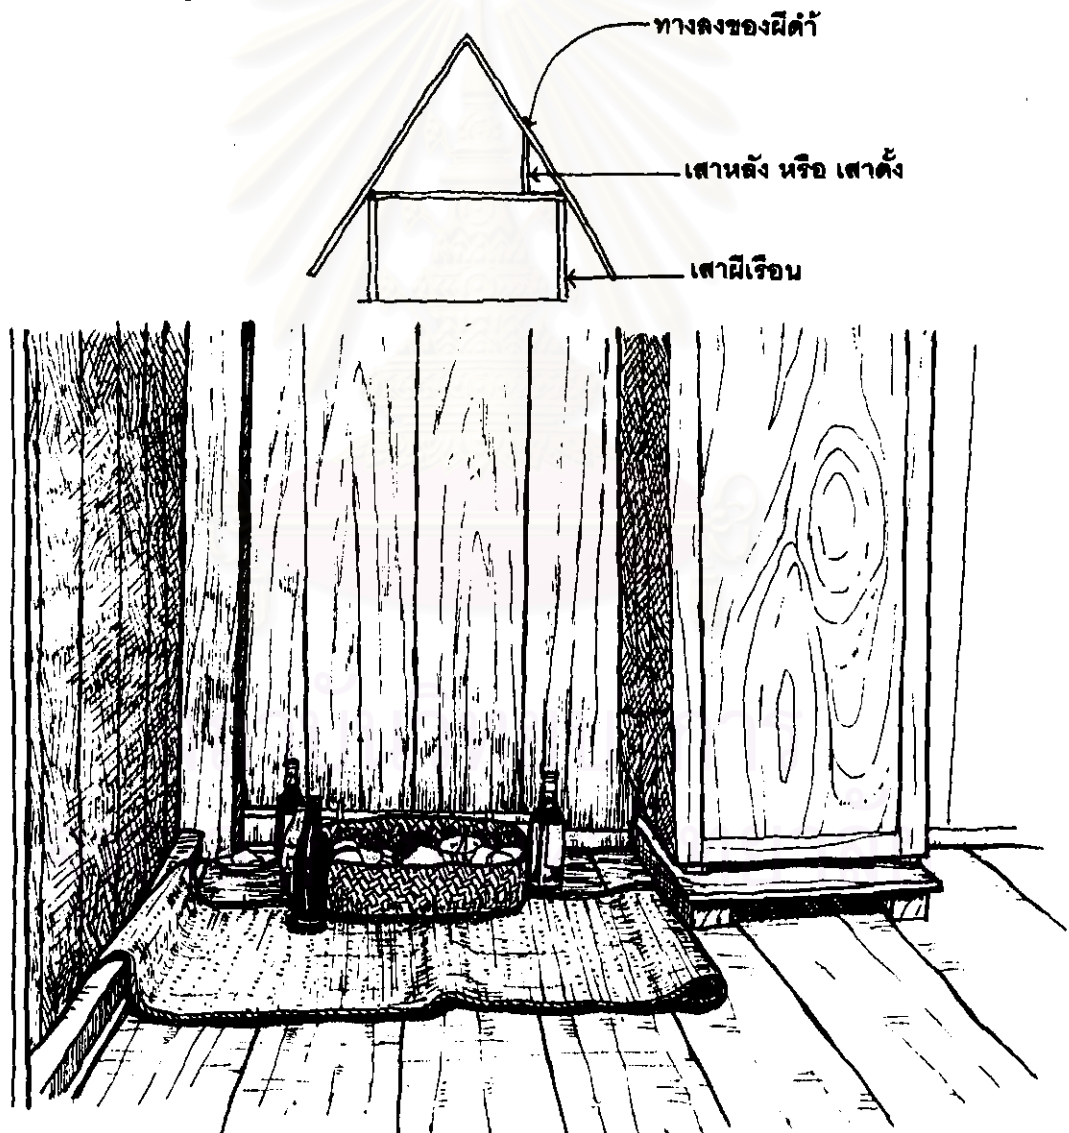 ทางลงของผีดำ้
เสาหลัง หรือ เสาตั้ง
เสาผีเรือน